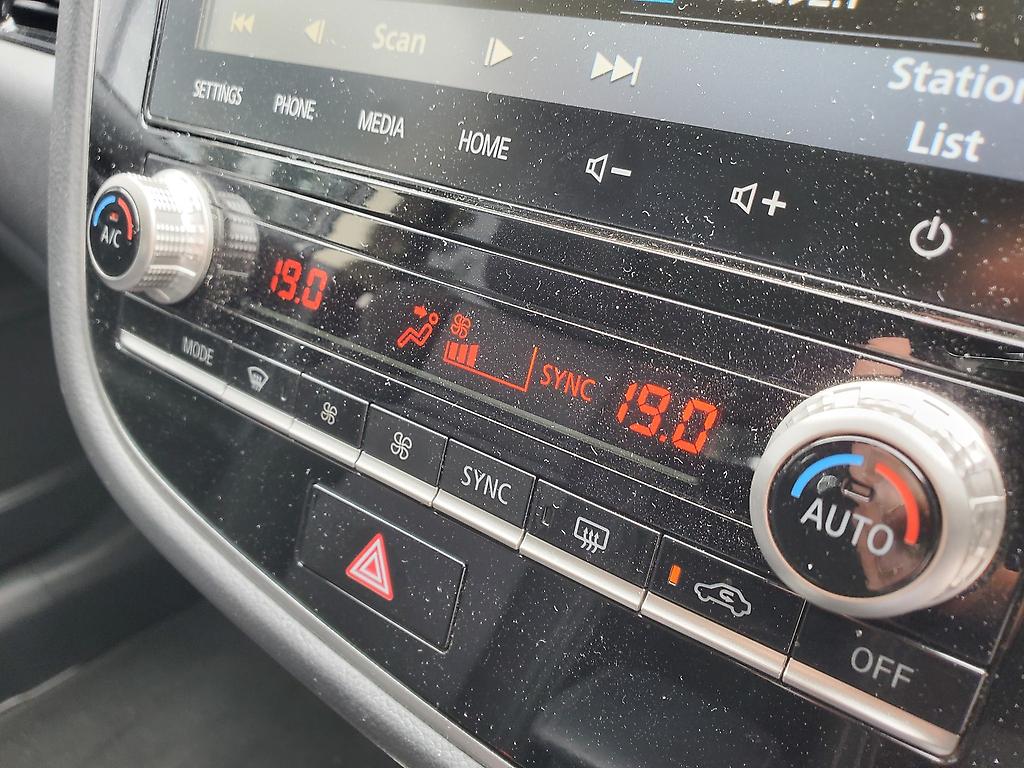 Scan
Station
List
SETTINGS
PHONE
MEDIA
HOME
A/C
19.0
SYNC
19.0
MODE
SYNC
AUTO
OFF